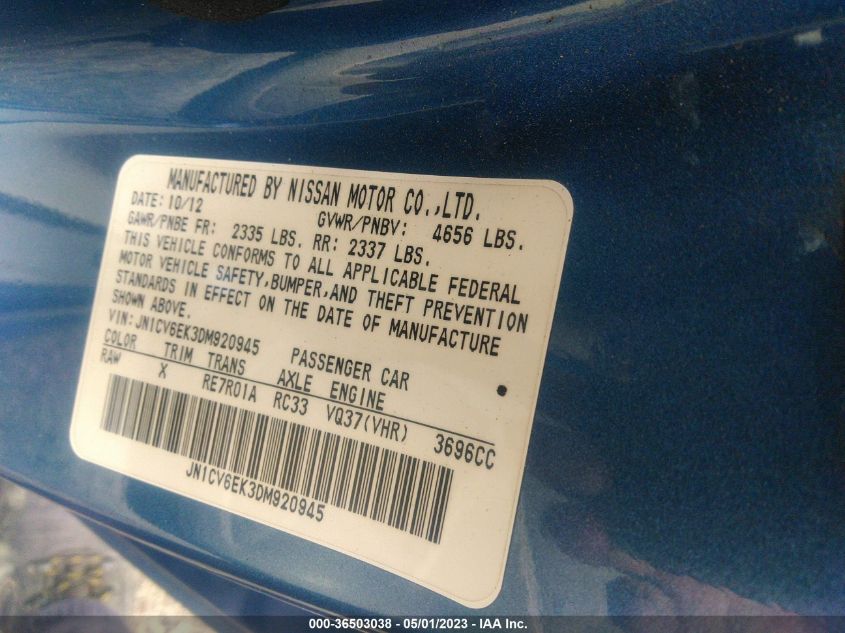 MANUFACTURED BY NISSAN MOTOR CO.,LTD.
DATE: 10/12 GVWR/PNBV: 4656 LBS.
GAWR/PNBE FR: 2335 LBS. RR: 2337 LBS.
THIS VEHICLE CONFORMS TO ALL APPLICABLE FEDERAL
MOTOR VEHICLE SAFETY,BUMPER,AND THEFT PREVENTION
STANDARDS IN EFFECT ON THE DATE OF MANUFACTURE
SHOWN ABOVE.
VIN:JN1CV6EK3DM920945 PASSENGER CAR
COLOR TRIM TRANS AXLE ENGINE
RAW X RE7R01A RC33 VQ37(VHR) 3696CC
JN1CV6EK3DM920945
000-36503038 - 05/01/2023 - IAA Inc.